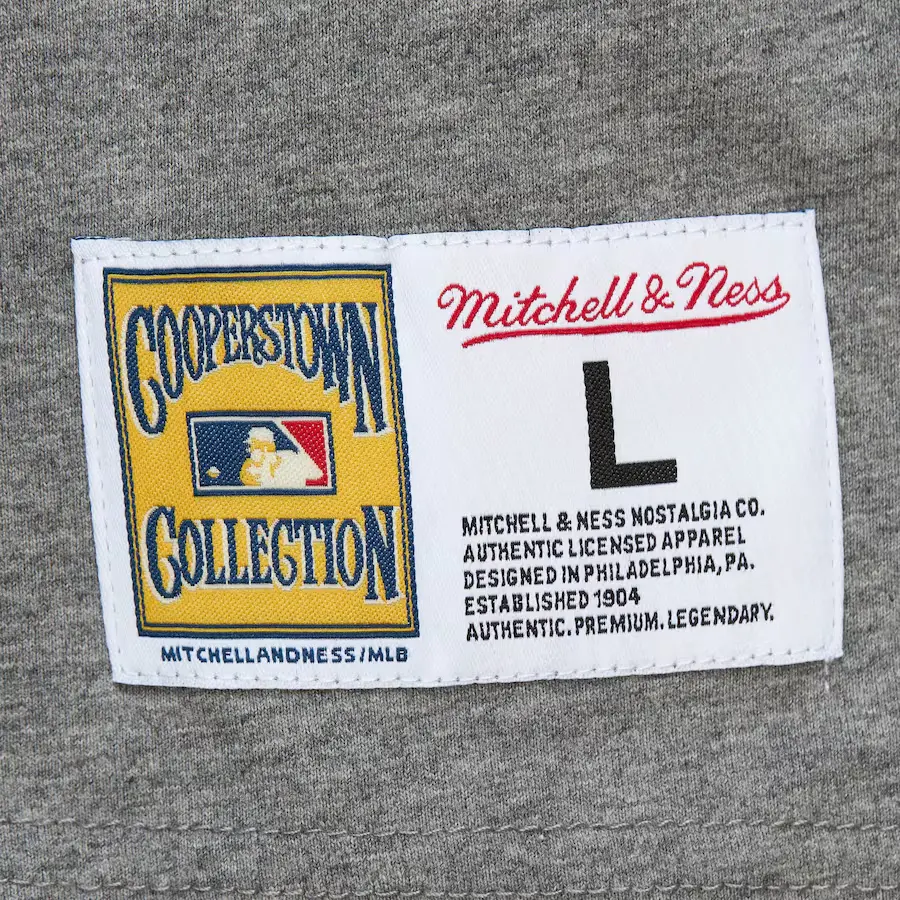 COOPERSTOWN
COLLECTION
MITCHELLANDNESS/MLB
Mitchell & Ness
L
MITCHELL & NESS NOSTALGIA CO.
AUTHENTIC LICENSED APPAREL
DESIGNED IN PHILADELPHIA, PA.
ESTABLISHED 1904
AUTHENTIC. PREMIUM. LEGENDARY.